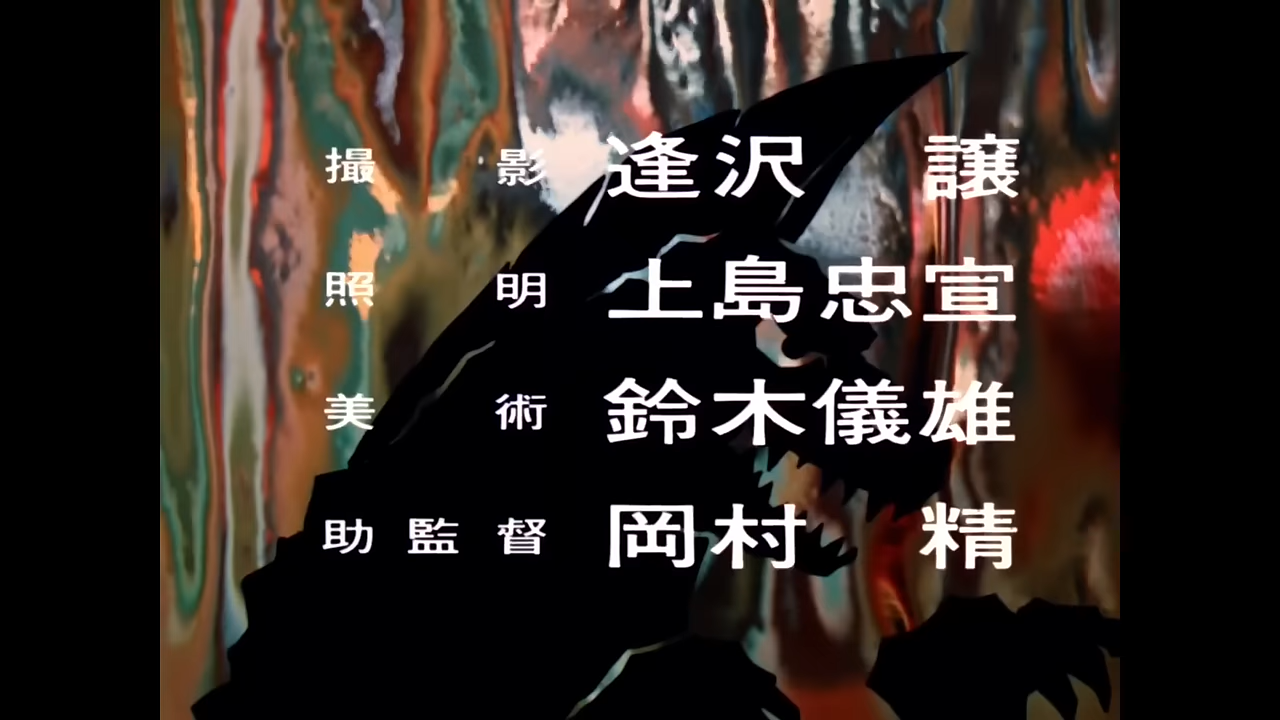 撮影 逢沢 譲
照明 上島忠宣
美術 鈴木儀雄
助監督 岡村 精